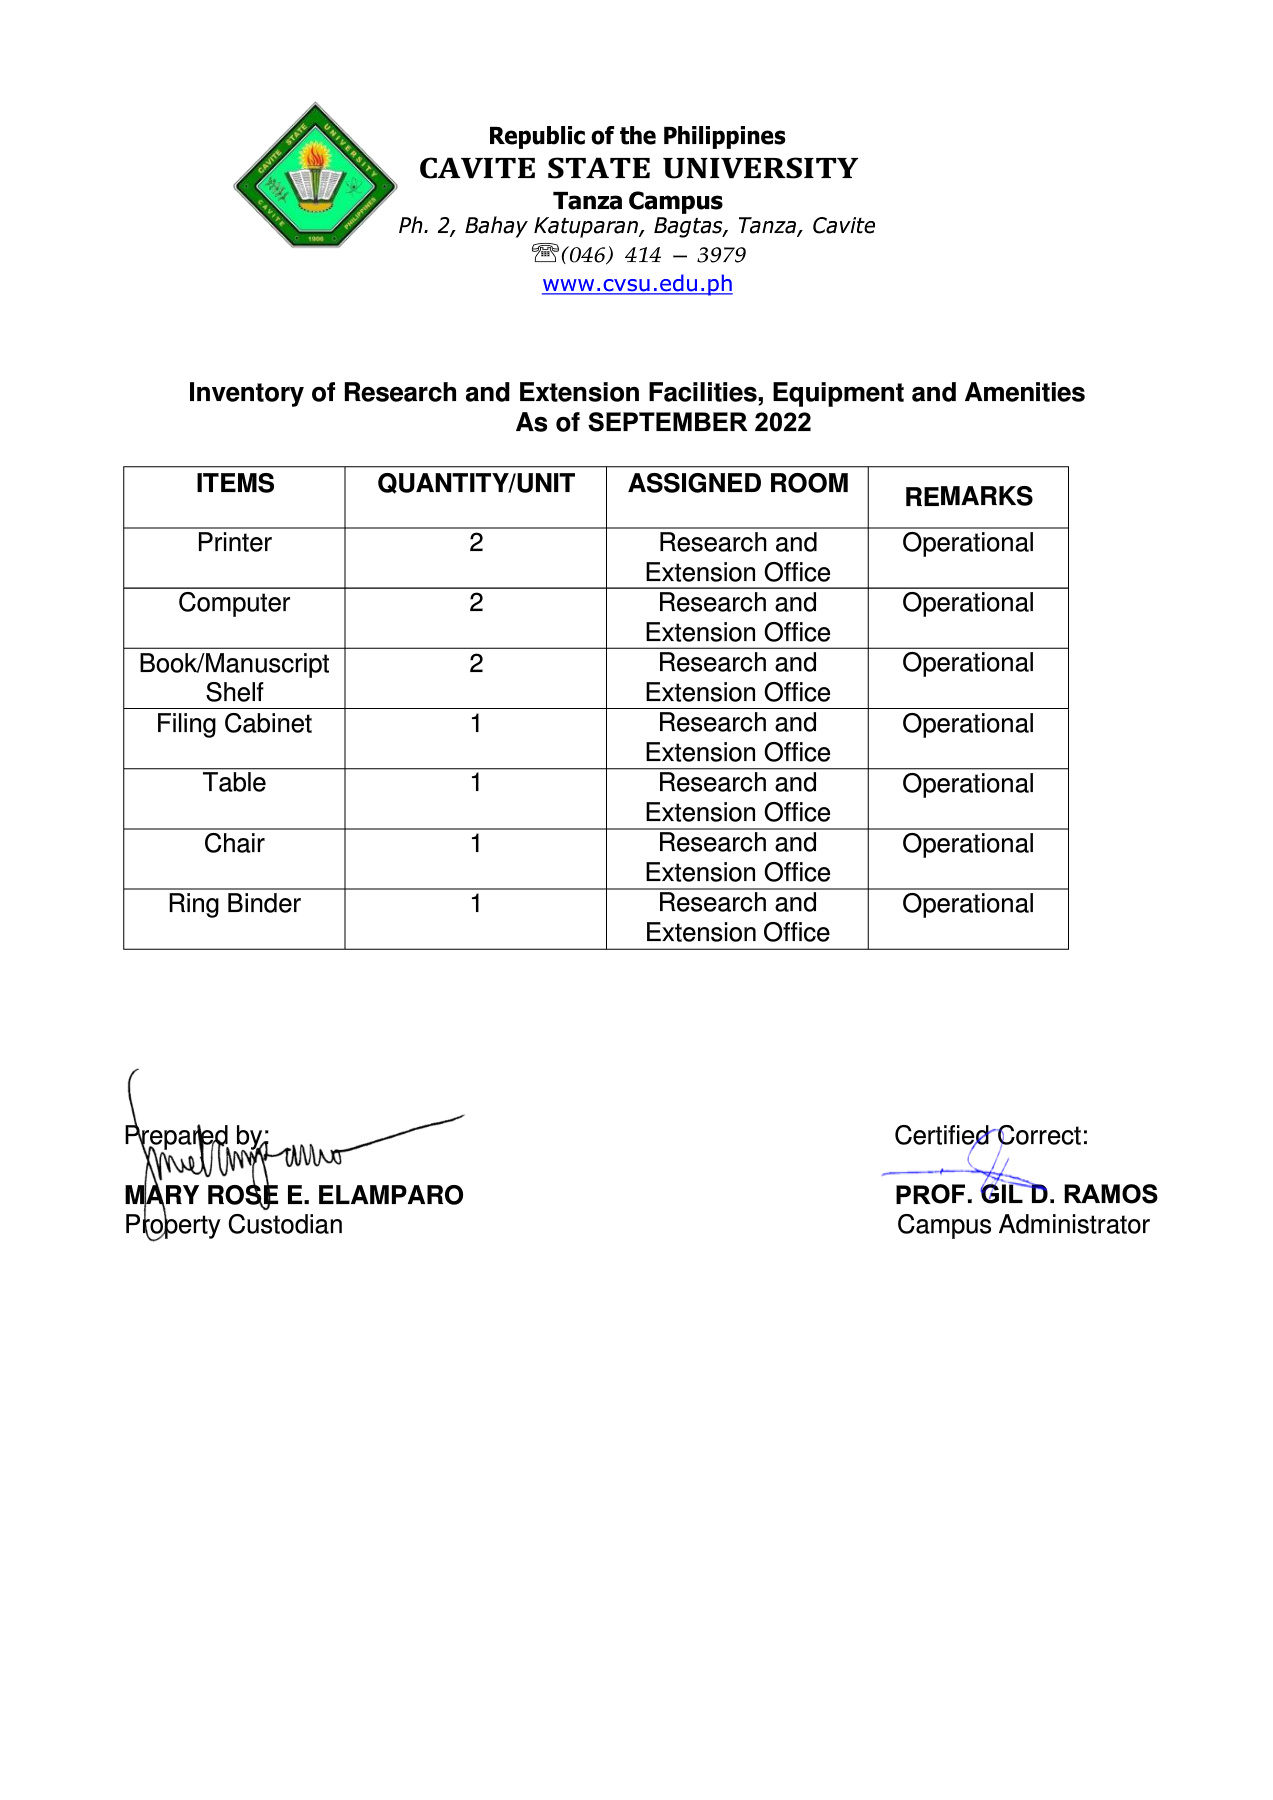 CAVITE STATE UNIVERSITY
CAVITE PHILIPPINES
1906
Republic of the Philippines
CAVITE STATE UNIVERSITY
Tanza Campus
Ph. 2, Bahay Katuparan, Bagtas, Tanza, Cavite
☏(046) 414 – 3979
www.cvsu.edu.ph
Inventory of Research and Extension Facilities, Equipment and Amenities
As of SEPTEMBER 2022
ITEMS QUANTITY/UNIT ASSIGNED ROOM REMARKS
Printer 2 Research and Operational
Extension Office
Computer 2 Research and Operational
Extension Office
Book/Manuscript 2 Research and Operational
Shelf Extension Office
Filing Cabinet 1 Research and Operational
Extension Office
Table 1 Research and Operational
Extension Office
Chair 1 Research and Operational
Extension Office
Ring Binder 1 Research and Operational
Extension Office
Prepared by: Certified Correct:
MARY ROSE E. ELAMPARO PROF. GIL D. RAMOS
Property Custodian Campus Administrator